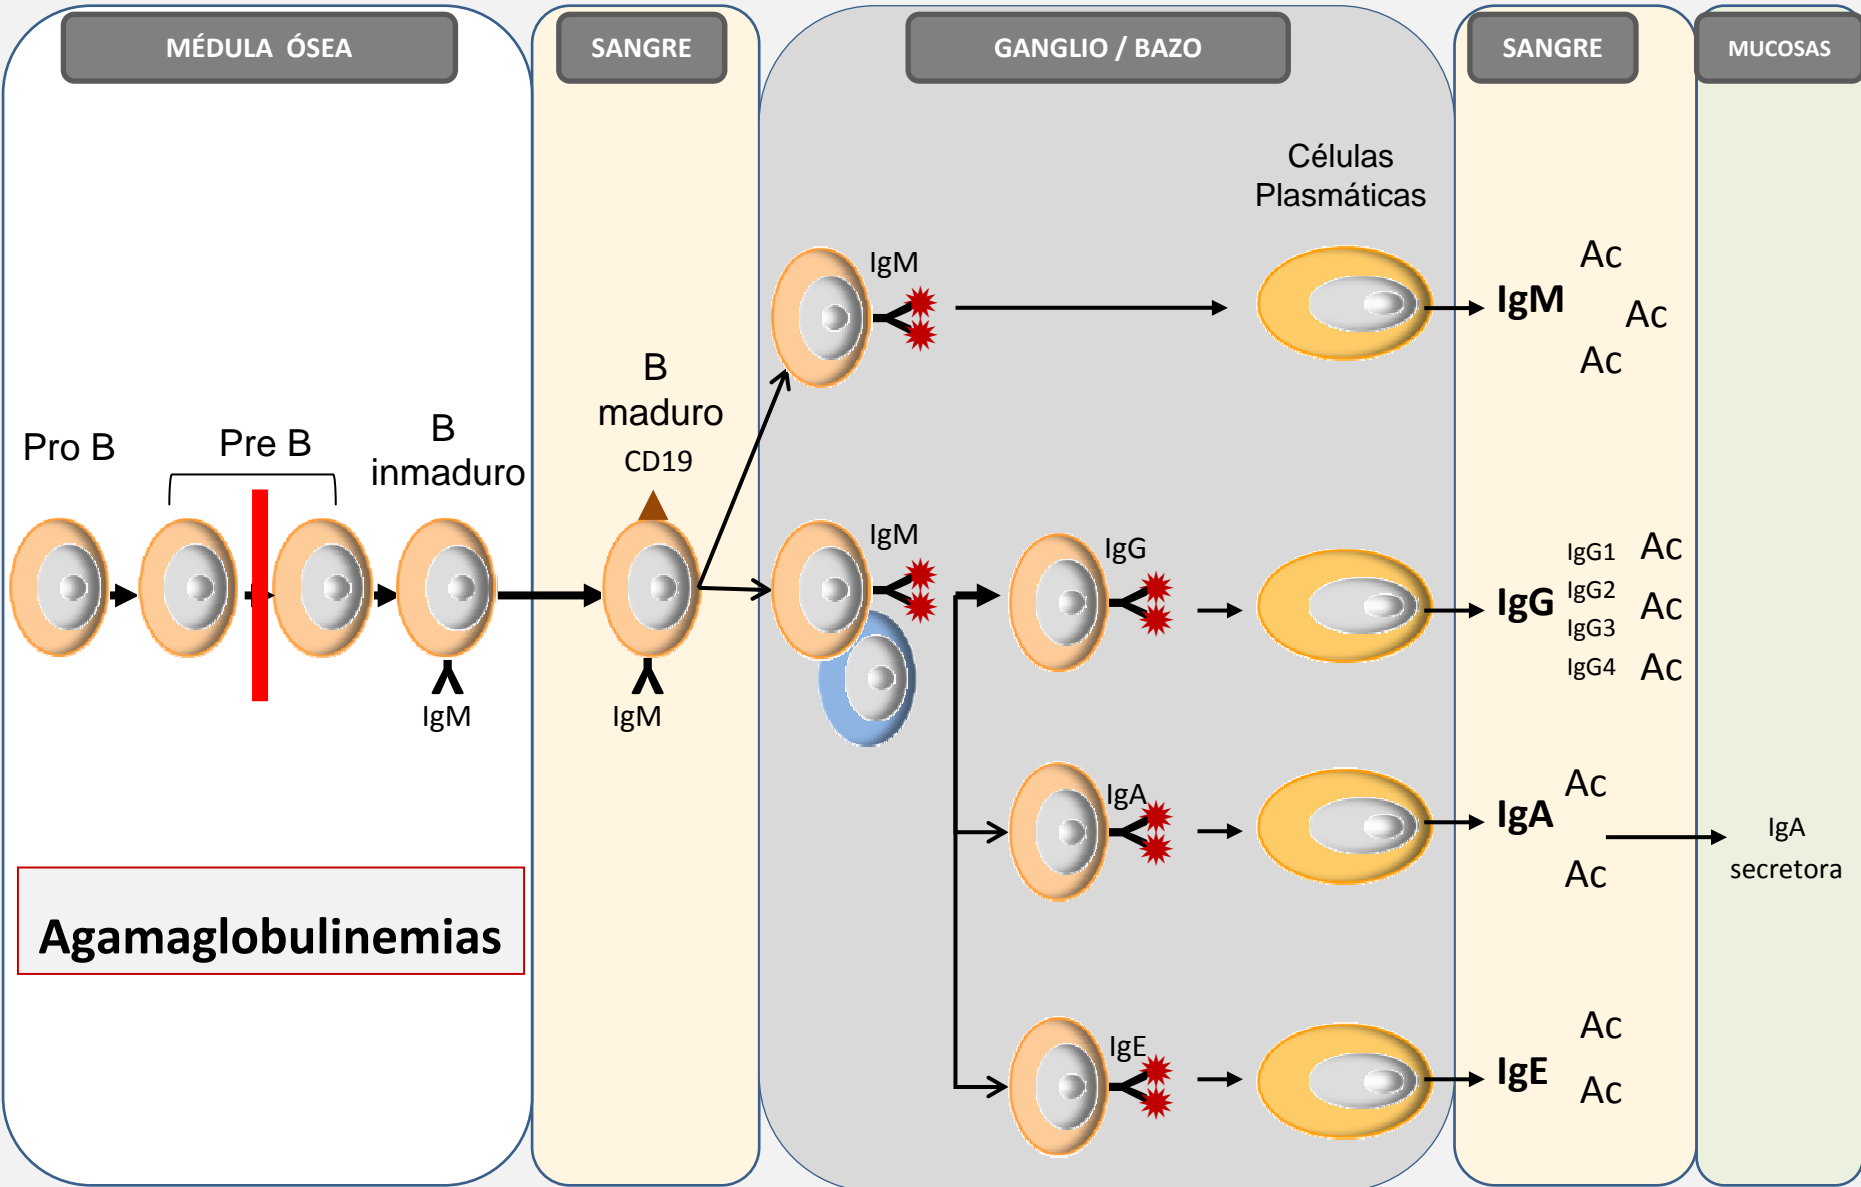 MÉDULA ÓSEA
SANGRE
GANGLIO / BAZO
SANGRE
MUCOSAS
Pro B
Pre B
B
inmaduro
IgM
B
maduro
CD19
IgM
IgM
IgM
IgG
IgA
IgE
Células
Plasmáticas
IgM
Ac
Ac
Ac
IgG
IgG1
IgG2
IgG3
IgG4
Ac
Ac
Ac
IgA
Ac
Ac
IgA
secretora
IgE
Ac
Ac
Agamaglobulinemias